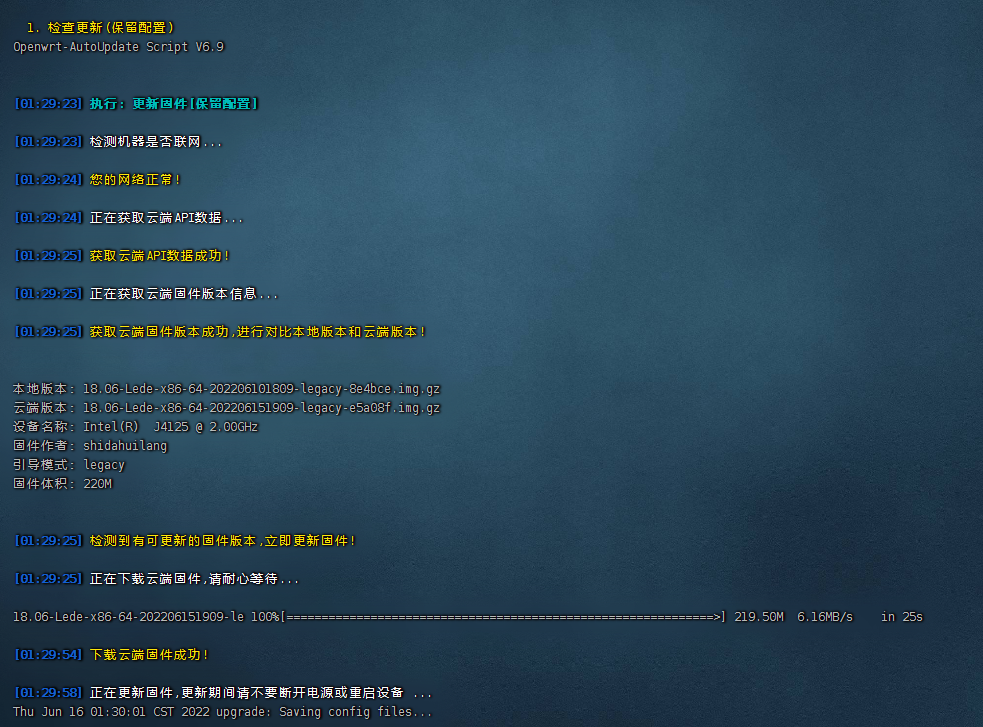 1. 检查更新(保留配置)
Openwrt-AutoUpdate Script V6.9
[01:29:23] 执行: 更新固件[保留配置]
[01:29:23] 检测机器是否联网...
[01:29:24] 您的网络正常!
[01:29:24] 正在获取云端API数据...
[01:29:25] 获取云端API数据成功!
[01:29:25] 正在获取云端固件版本信息...
[01:29:25] 获取云端固件版本成功,进行对比本地版本和云端版本!
本地版本: 18.06-Lede-x86-64-202206101809-legacy-8e4bce.img.gz
云端版本: 18.06-Lede-x86-64-202206151909-legacy-e5a08f.img.gz
设备名称: Intel(R)  J4125 @ 2.00GHz
固件作者: shidahuilang
引导模式: legacy
固件体积: 220M
[01:29:25] 检测到有可更新的固件版本,立即更新固件!
[01:29:25] 正在下载云端固件,请耐心等待...
18.06-Lede-x86-64-202206151909-le 100%[=============================================================>] 219.50M  6.16MB/s    in 25s
[01:29:54] 下载云端固件成功!
[01:29:58] 正在更新固件,更新期间请不要断开电源或重启设备 ...
Thu Jun 16 01:30:01 CST 2022 upgrade: Saving config files...